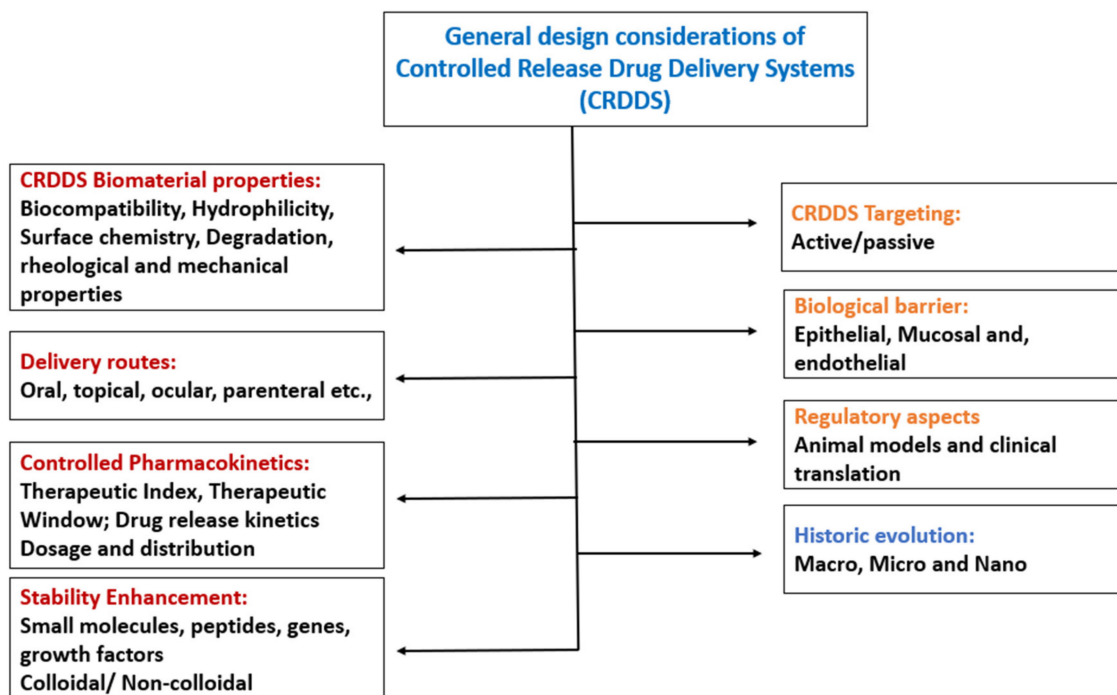 General design considerations of
Controlled Release Drug Delivery Systems
(CRDDS)
CRDDS Biomaterial properties:
Biocompatibility, Hydrophilicity,
Surface chemistry, Degradation,
rheological and mechanical
properties
Delivery routes:
Oral, topical, ocular, parenteral etc.,
Controlled Pharmacokinetics:
Therapeutic Index, Therapeutic
Window; Drug release kinetics
Dosage and distribution
Stability Enhancement:
Small molecules, peptides, genes,
growth factors
Colloidal/ Non-colloidal
CRDDS Targeting:
Active/passive
Biological barrier:
Epithelial, Mucosal and,
endothelial
Regulatory aspects
Animal models and clinical
translation
Historic evolution:
Macro, Micro and Nano